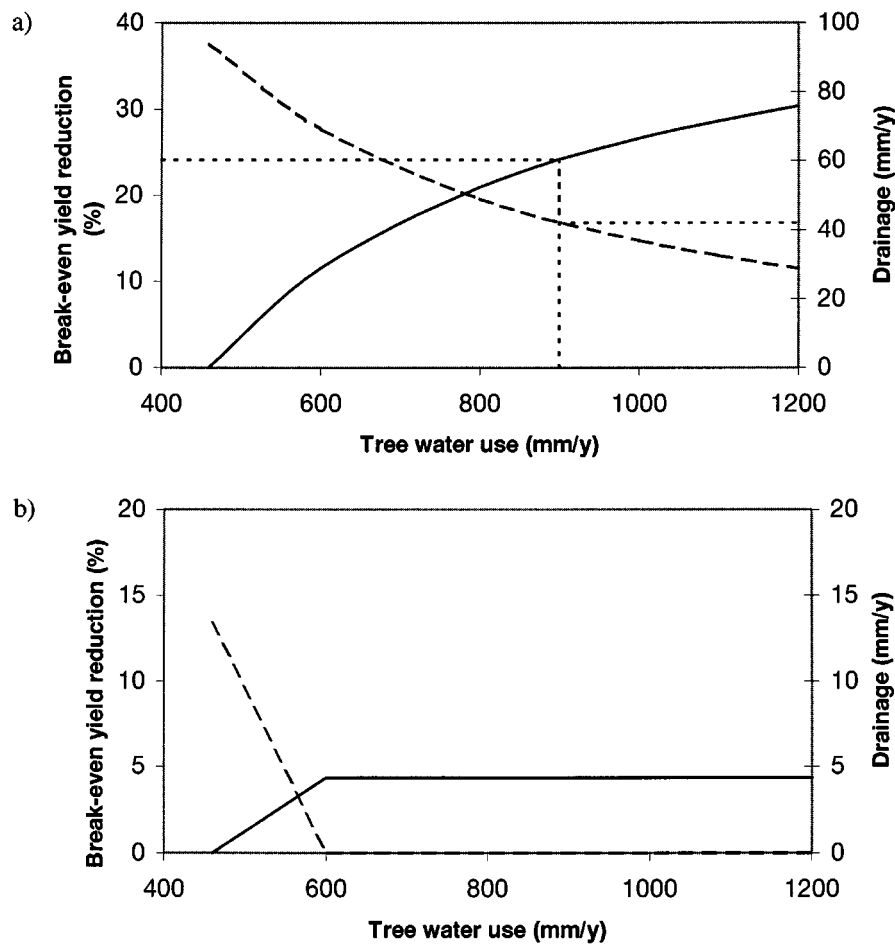 a)
Break-even yield reduction
(%)
40
30
20
10
0
100
80
60
40
20
0
Drainage (mm/y)
400 600 800 1000 1200
Tree water use (mm/y)
b)
Break-even yield reduction (%)
20
15
10
5
0
20
15
10
5
0
Drainage (mm/y)
400 600 800 1000 1200
Tree water use (mm/y)